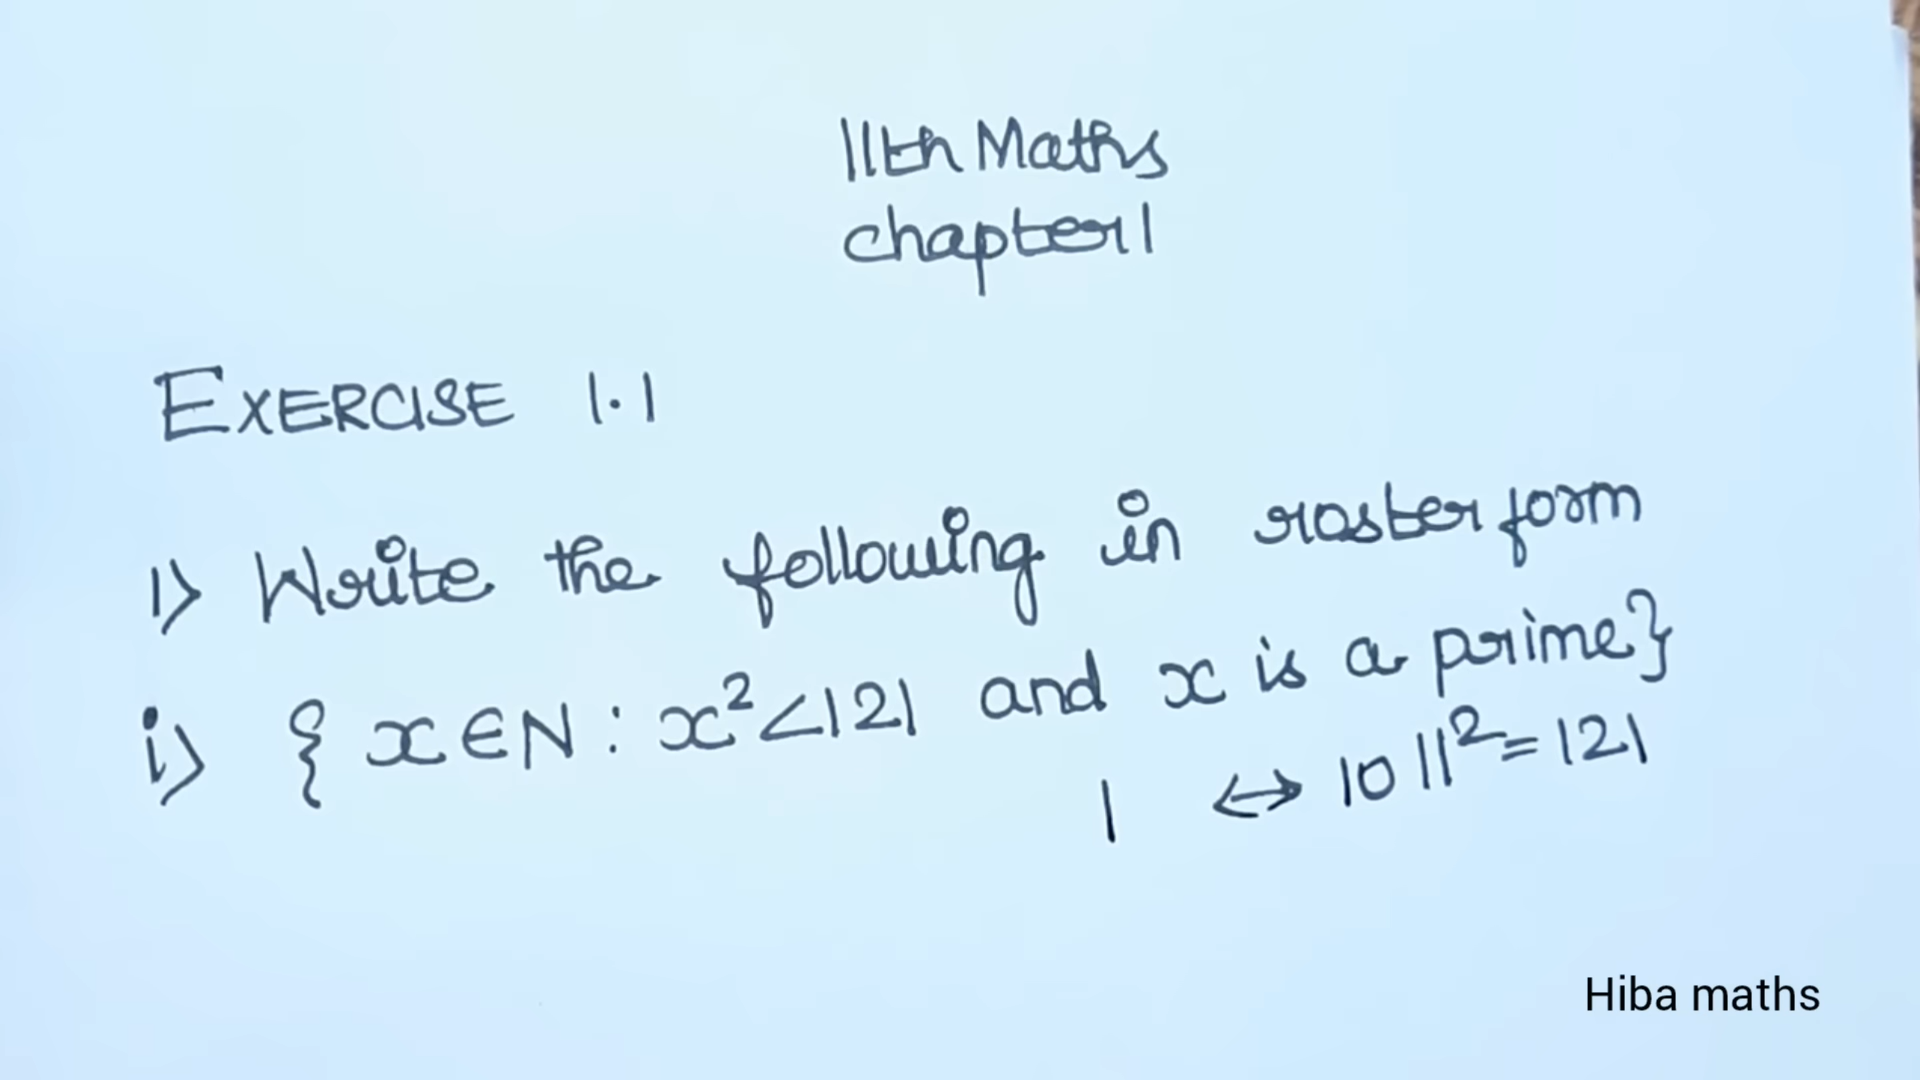 11th Maths
chapter 1
EXERCISE 1.1
1) Write the following in roster form
i) { x ∈ N : x² < 121 and x is a prime}
1 ↔ 10 11² = 121
Hiba maths